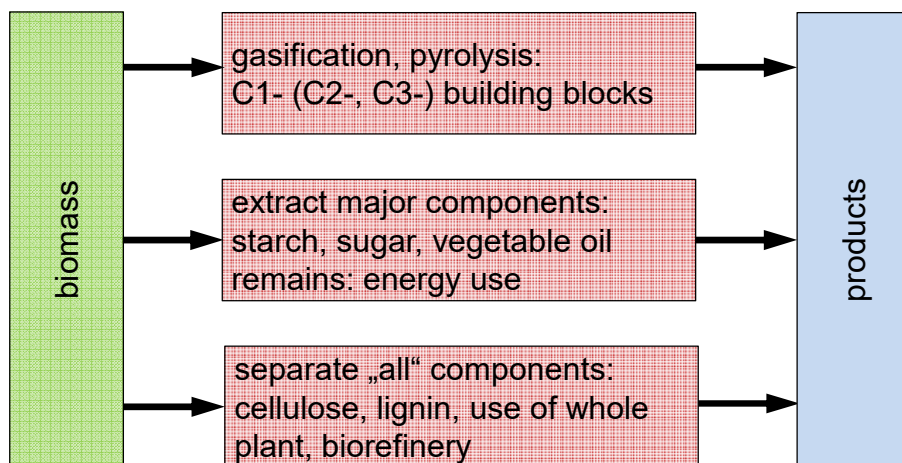 biomass
gasification, pyrolysis:
C1- (C2-, C3-) building blocks
extract major components:
starch, sugar, vegetable oil
remains: energy use
separate „all“ components:
cellulose, lignin, use of whole
plant, biorefinery
products